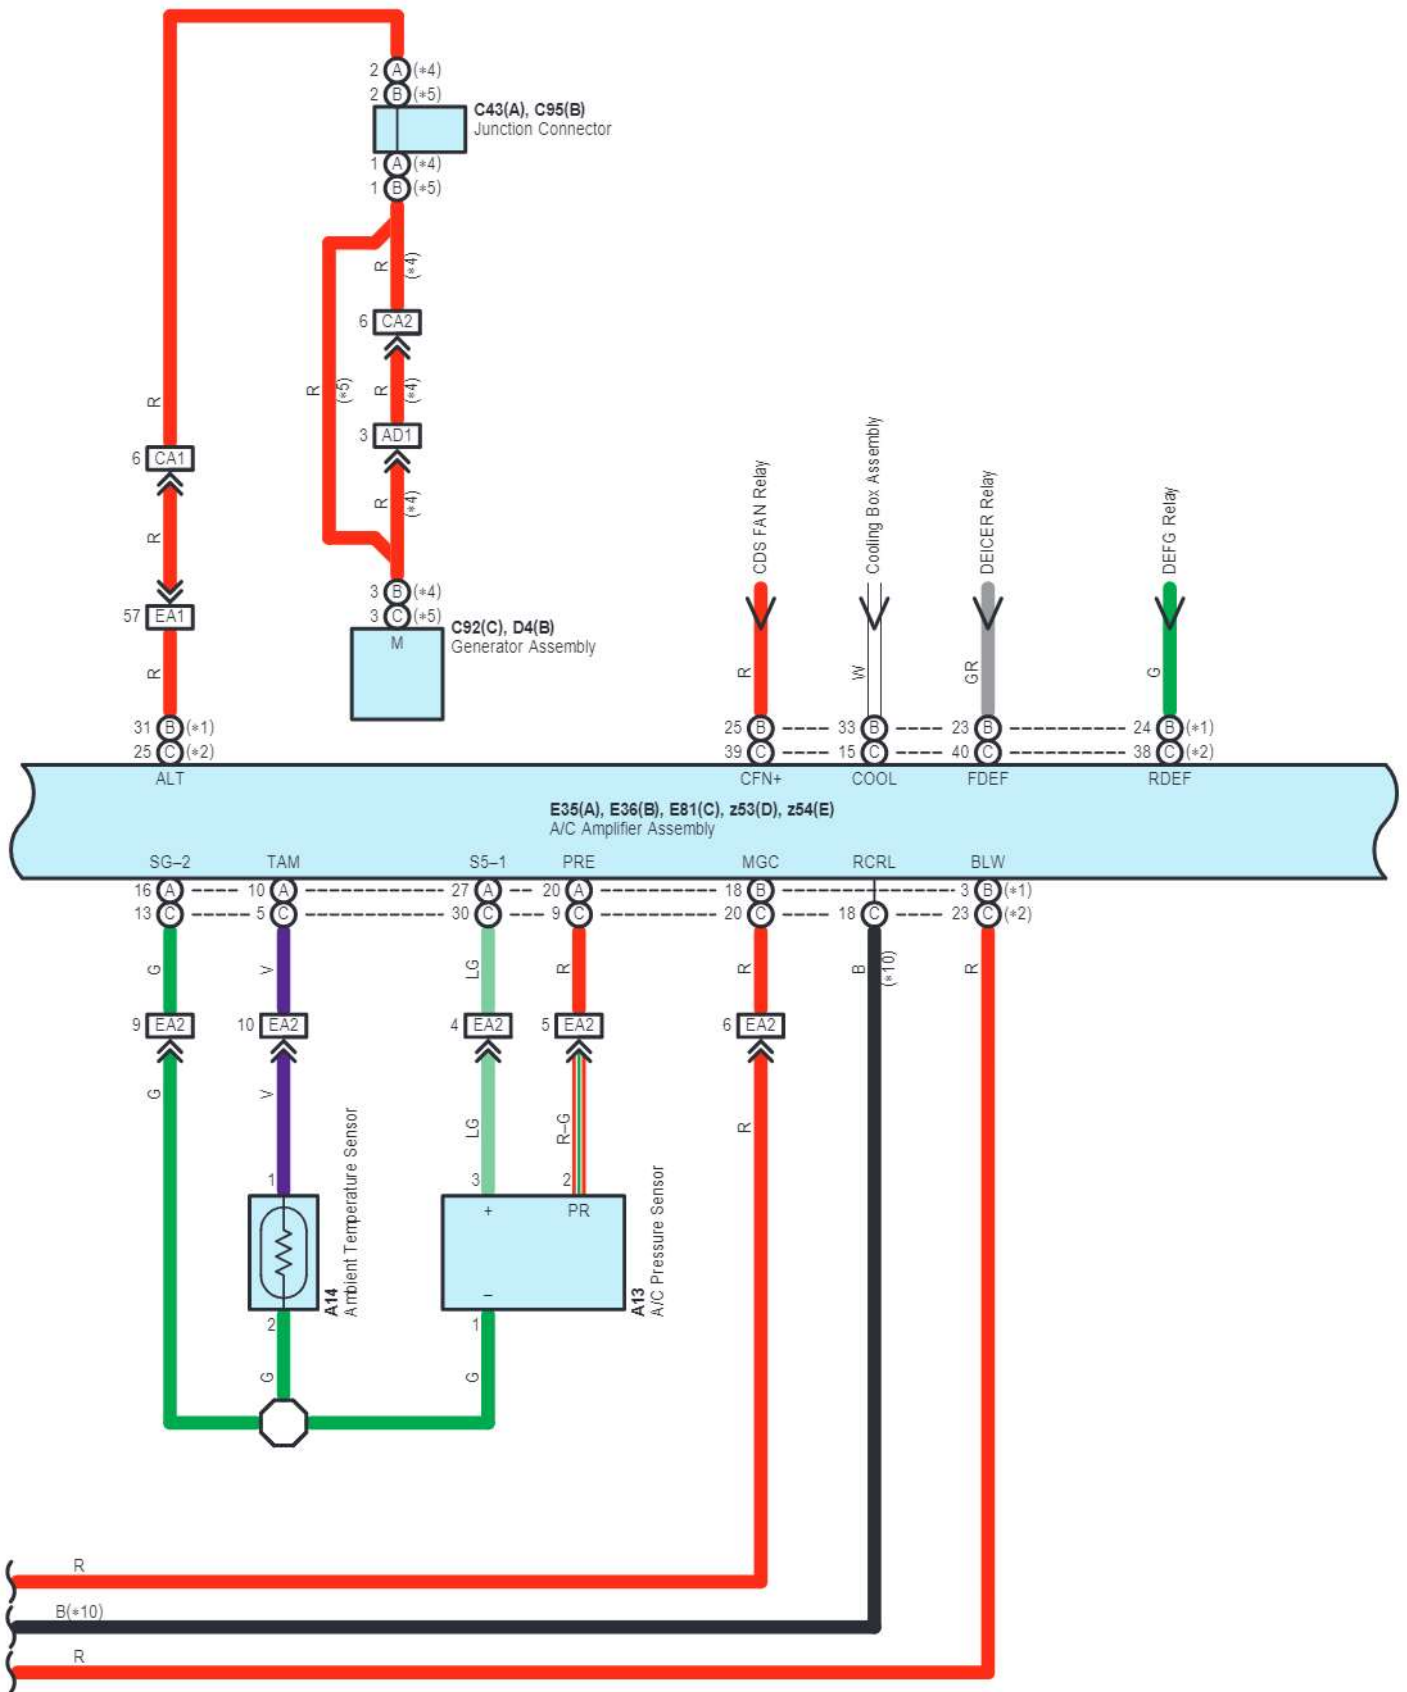 2 A (*4)
2 B (*5)
C43(A), C95(B)
Junction Connector
1 A (*4)
1 B (*5)
R
(*4)
6 CA2
R
(*5)
R
(*4)
R
3 AD1
6 CA1
R
(*4)
R
57 EA1
3 B (*4)
3 C (*5)
C92(C), D4(B)
Generator Assembly
M
R
CDS FAN Relay
Cooling Box Assembly
DEICER Relay
DEFG Relay
R
W
GR
G
31 B (*1)
25 B
33 B
23 B
24 B (*1)
25 C (*2)
39 C
15 C
40 C
38 C (*2)
ALT
CFN+
COOL
FDEF
RDEF
E35(A), E36(B), E81(C), z53(D), z54(E)
A/C Amplifier Assembly
SG–2
TAM
S5–1
PRE
MGC
RCRL
BLW
16 A
10 A
27 A
20 A
18 B
3 B (*1)
13 C
5 C
30 C
9 C
20 C
18 C
23 C (*2)
G
V
LG
R
R
B
(*10)
R
9 EA2
10 EA2
4 EA2
5 EA2
6 EA2
G
V
LG
R–G
R
1
3
2
+
PR
A14
Ambient Temperature Sensor
–
A13
A/C Pressure Sensor
2
1
G
G
R
B(*10)
R